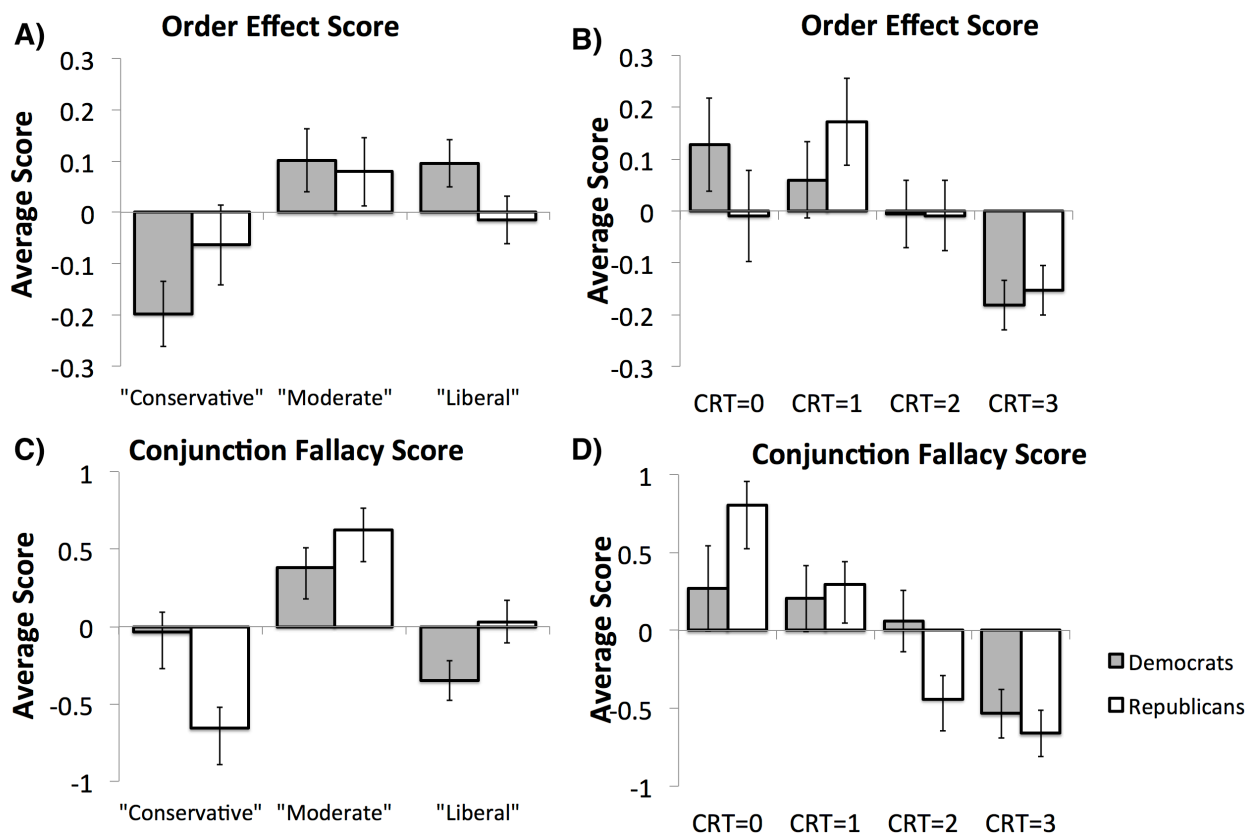 A)
Order Effect Score
Average Score
0.3
0.2
0.1
0
-0.1
-0.2
-0.3
"Conservative" "Moderate" "Liberal"
B)
Order Effect Score
Average Score
0.3
0.2
0.1
0
-0.1
-0.2
-0.3
CRT=0 CRT=1 CRT=2 CRT=3
C)
Conjunction Fallacy Score
Average Score
1
0.5
0
-0.5
-1
"Conservative" "Moderate" "Liberal"
D)
Conjunction Fallacy Score
Average Score
1
0.5
0
-0.5
-1
CRT=0 CRT=1 CRT=2 CRT=3
Democrats
Republicans